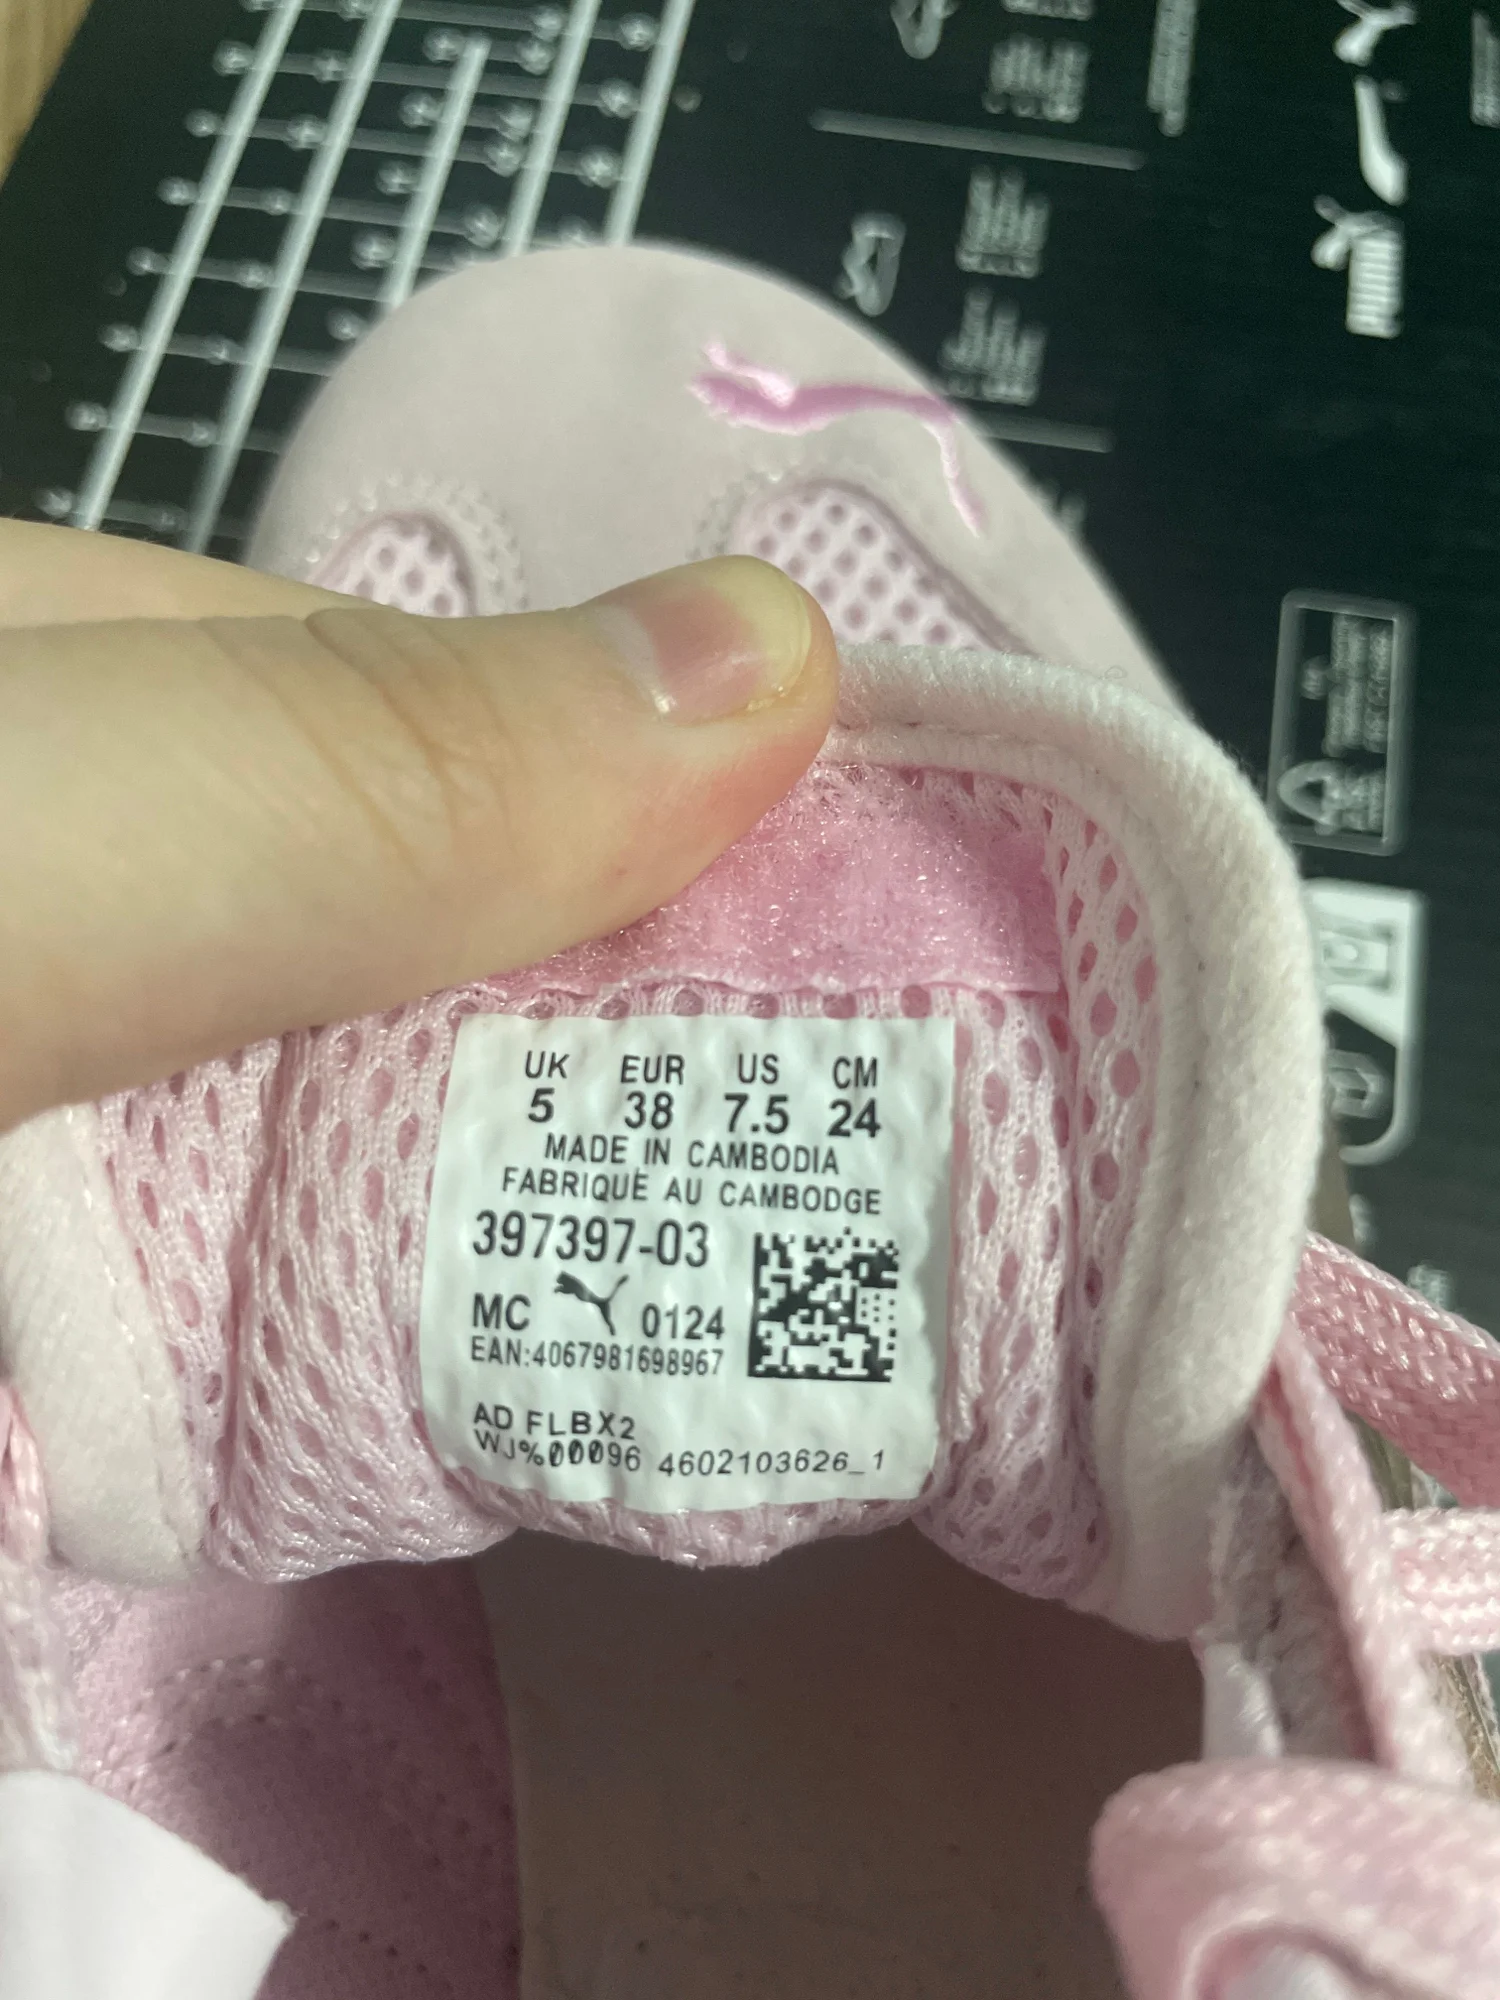 UK EUR US CM
5 38 7.5 24
MADE IN CAMBODIA
FABRIQUÉ AU CAMBODGE
397397-03
MC 0124
EAN:4067981698967
AD FLBX2
WJ%00096 4602103626_1